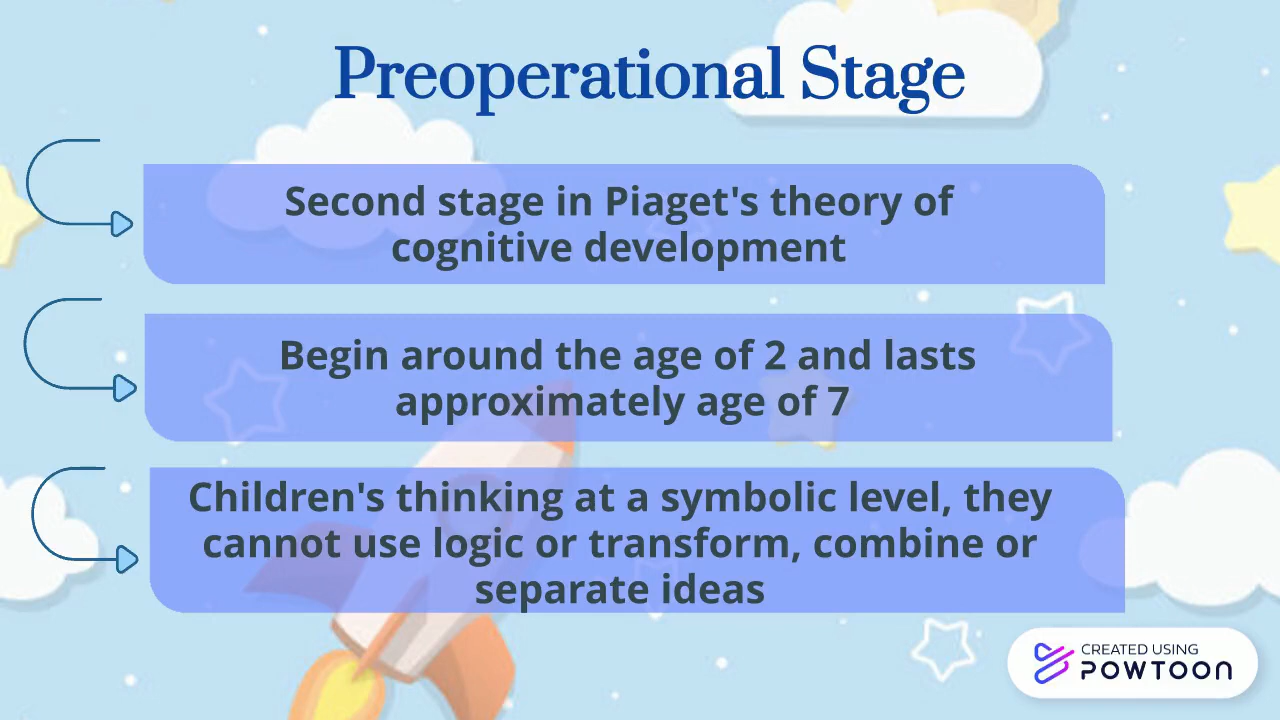 Preoperational Stage
Second stage in Piaget's theory of
cognitive development
Begin around the age of 2 and lasts
approximately age of 7
Children's thinking at a symbolic level, they
cannot use logic or transform, combine or
separate ideas
CREATED USING
POWTOON